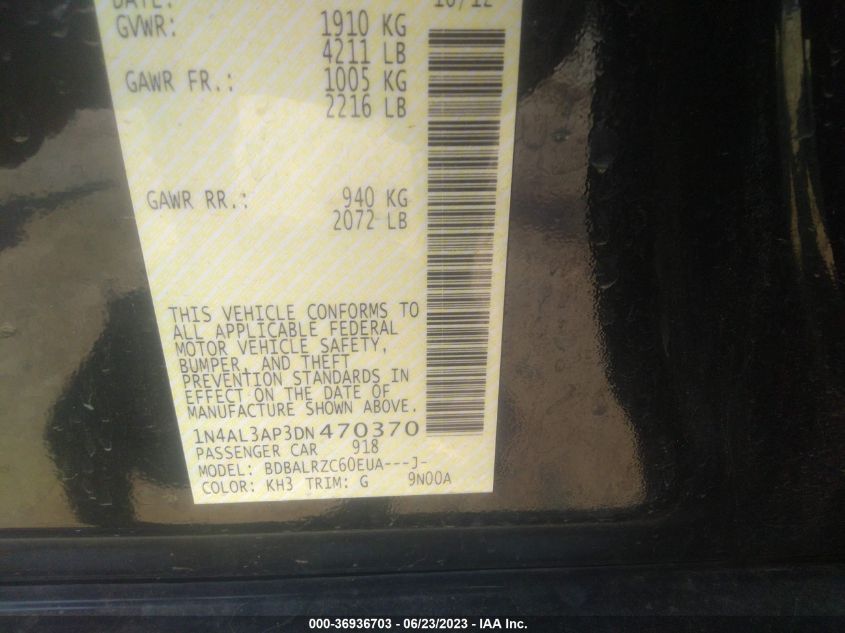 DATE: 10/12
GVWR: 1910 KG
4211 LB
GAWR FR.: 1005 KG
2216 LB
GAWR RR.: 940 KG
2072 LB
THIS VEHICLE CONFORMS TO
ALL APPLICABLE FEDERAL
MOTOR VEHICLE SAFETY,
BUMPER, AND THEFT
PREVENTION STANDARDS IN
EFFECT ON THE DATE OF
MANUFACTURE SHOWN ABOVE.
1N4AL3AP3DN470370
PASSENGER CAR 918
MODEL: BDBALRZC60EUA---J-
COLOR: KH3 TRIM: G 9N00A
000-36936703 - 06/23/2023 - IAA Inc.